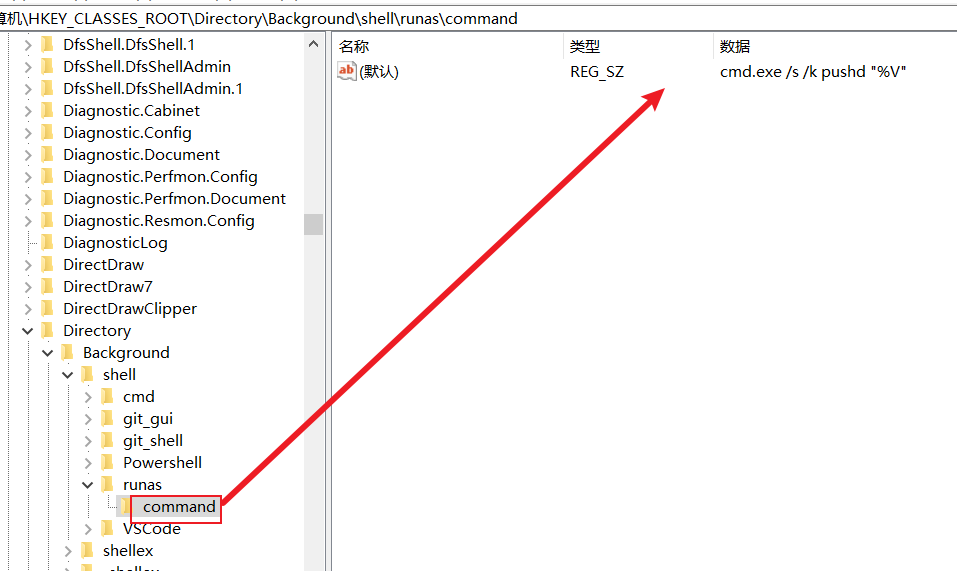 算机\HKEY_CLASSES_ROOT\Directory\Background\shell\runas\command
DfsShell.DfsShell.1
DfsShell.DfsShellAdmin
DfsShell.DfsShellAdmin.1
Diagnostic.Cabinet
Diagnostic.Config
Diagnostic.Document
Diagnostic.Perfmon.Config
Diagnostic.Perfmon.Document
Diagnostic.Resmon.Config
DiagnosticLog
DirectDraw
DirectDraw7
DirectDrawClipper
Directory
Background
shell
cmd
git_gui
git_shell
Powershell
runas
command
VSCode
shellex
shellex
名称 类型 数据
ab (默认) REG_SZ cmd.exe /s /k pushd "%V"